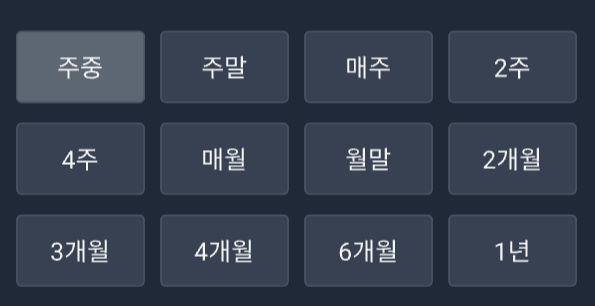 주중 주말 매주 2주
4주 매월 월말 2개월
3개월 4개월 6개월 1년